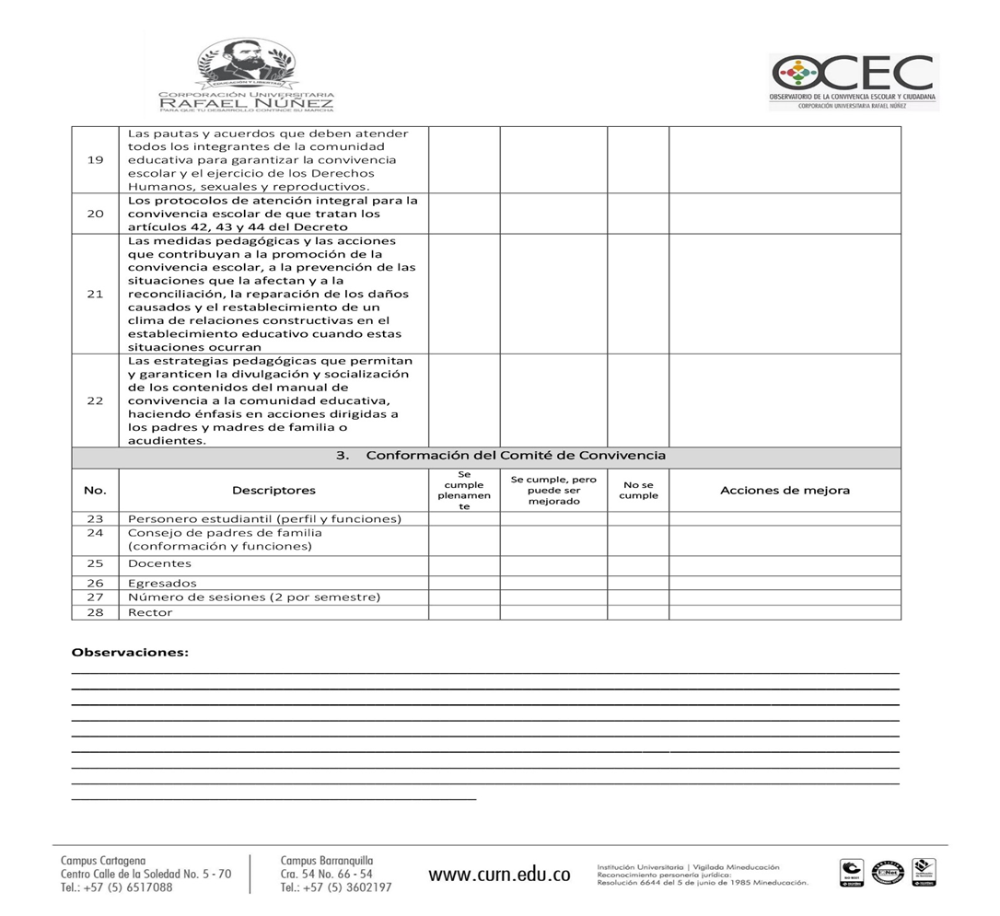 EDUCACIÓN Y LIBERTAD
CORPORACIÓN UNIVERSITARIA
RAFAEL NÚÑEZ
PARA QUE TU DESARROLLO CONTINÚE SU MARCHA
OCEC
OBSERVATORIO DE LA CONVIVENCIA ESCOLAR Y CIUDADANA
CORPORACIÓN UNIVERSITARIA RAFAEL NÚÑEZ
19
Las pautas y acuerdos que deben atender
todos los integrantes de la comunidad
educativa para garantizar la convivencia
escolar y el ejercicio de los Derechos
Humanos, sexuales y reproductivos.
20
Los protocolos de atención integral para la
convivencia escolar de que tratan los
artículos 42, 43 y 44 del Decreto
21
Las medidas pedagógicas y las acciones
que contribuyan a la promoción de la
convivencia escolar, a la prevención de las
situaciones que la afectan y a la
reconciliación, la reparación de los daños
causados y el restablecimiento de un
clima de relaciones constructivas en el
establecimiento educativo cuando estas
situaciones ocurran
22
Las estrategias pedagógicas que permitan
y garanticen la divulgación y socialización
de los contenidos del manual de
convivencia a la comunidad educativa,
haciendo énfasis en acciones dirigidas a
los padres y madres de familia o
acudientes.
3. Conformación del Comité de Convivencia
No.
Descriptores
Se
cumple
plenamen
te
Se cumple, pero
puede ser
mejorado
No se
cumple
Acciones de mejora
23 Personero estudiantil (perfil y funciones)
24 Consejo de padres de familia
(conformación y funciones)
25 Docentes
26 Egresados
27 Número de sesiones (2 por semestre)
28 Rector
Observaciones:
Campus Cartagena
Centro Calle de la Soledad No. 5 - 70
Tel.: +57 (5) 6517088
Campus Barranquilla
Cra. 54 No. 66 - 54
Tel.: +57 (5) 3602197
www.curn.edu.co
Institución Universitaria | Vigilada Mineducación
Reconocimiento personería jurídica:
Resolución 6644 del 5 de junio de 1985 Mineducación.
IQNet